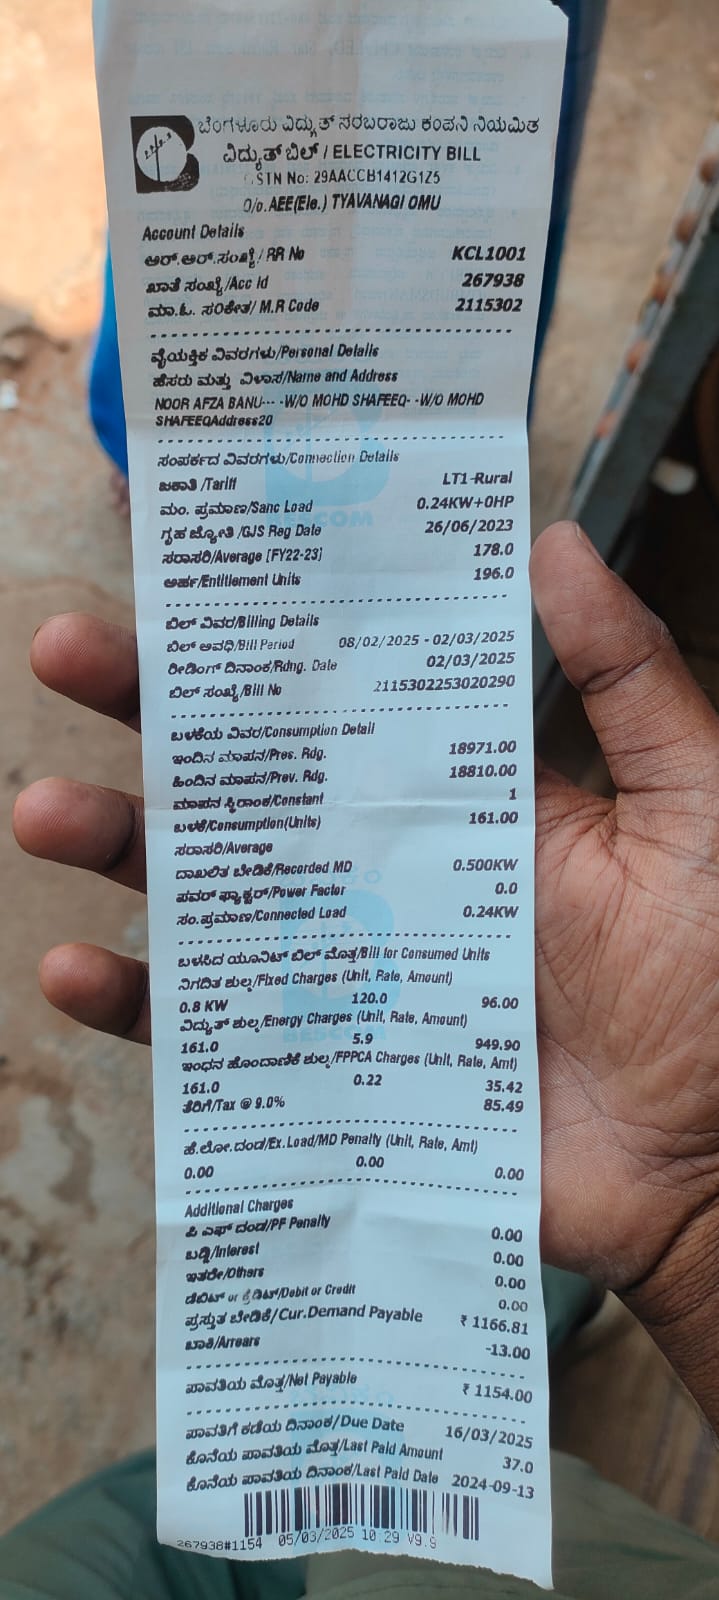 ಬೆಂಗಳೂರು ವಿದ್ಯುತ್ ಸರಬರಾಜು ಕಂಪನಿ ನಿಯಮಿತ
ವಿದ್ಯುತ್ ಬಿಲ್ / ELECTRICITY BILL
GSTN No: 29AACCB1412G1Z5
O/o. AEE(Ele.) TYAVANAGI OMU
Account Details
ಆರ್.ಆರ್.ಸಂಖ್ಯೆ/ RR No KCL1001
ಖಾತೆ ಸಂಖ್ಯೆ/Acc Id 267938
ಮಾ.ಓ. ಸಂಕೇತ/ M.R Code 2115302
ವೈಯಕ್ತಿಕ ವಿವರಗಳು/Personal Details
ಹೆಸರು ಮತ್ತು ವಿಳಾಸ/Name and Address
NOOR AFZA BANU--- -W/O MOHD SHAFEEQ- -W/O MOHD
SHAFEEQAddress20
ಸಂಪರ್ಕದ ವಿವರಗಳು/Connection Details
ಜಕಾತಿ /Tariff LT1-Rural
ಮಂ. ಪ್ರಮಾಣ/Sanc Load 0.24KW+0HP
ಗೃಹ ಜ್ಯೋತಿ /GJS Reg Date 26/06/2023
ಸರಾಸರಿ/Average [FY22-23] 178.0
ಅರ್ಹ/Entitlement Units 196.0
ಬಿಲ್ ವಿವರ/Billing Details
ಬಿಲ್ ಅವಧಿ/Bill Period 08/02/2025 - 02/03/2025
ರೀಡಿಂಗ್ ದಿನಾಂಕ/Rdng. Date 02/03/2025
ಬಿಲ್ ಸಂಖ್ಯೆ/Bill No 2115302253020290
ಬಳಕೆಯ ವಿವರ/Consumption Detail
ಇಂದಿನ ಮಾಪನ/Pres. Rdg. 18971.00
ಹಿಂದಿನ ಮಾಪನ/Prev. Rdg. 18810.00
ಮಾಪನ ಸ್ಥಿರಾಂಕ/Constant 1
ಬಳಕೆ/Consumption(Units) 161.00
ಸರಾಸರಿ/Average
ದಾಖಲಿತ ಬೇಡಿಕೆ/Recorded MD 0.500KW
ಪವರ್ ಫ್ಯಾಕ್ಟರ್/Power Factor 0.0
ಸಂ.ಪ್ರಮಾಣ/Connected Load 0.24KW
ಬಳಸಿದ ಯೂನಿಟ್ ಬಿಲ್ ಮೊತ್ತ/Bill for Consumed Units
ನಿಗದಿತ ಶುಲ್ಕ/Fixed Charges (Unit, Rate, Amount)
0.8 KW 120.0 96.00
ವಿದ್ಯುತ್ ಶುಲ್ಕ/Energy Charges (Unit, Rate, Amount)
161.0 5.9 949.90
ಇಂಧನ ಹೊಂದಾಣಿಕೆ ಶುಲ್ಕ/FPPCA Charges (Unit, Rate, Amt)
161.0 0.22 35.42
ತೆರಿಗೆ/Tax @ 9.0% 85.49
ಹೆ.ಲೋ.ದಂಡ/Ex.Load/MD Penalty (Unit, Rate, Amt)
0.00 0.00 0.00
Additional Charges
ಪಿ ಎಫ್ ದಂಡ/PF Penalty 0.00
ಬಡ್ಡಿ/Interest 0.00
ಇತರೇ/Others 0.00
ಡೆಬಿಟ್ or ಕ್ರೆಡಿಟ್/Debit or Credit 0.00
ಪ್ರಸ್ತುತ ಬೇಡಿಕೆ/Cur.Demand Payable ₹ 1166.81
ಬಾಕಿ/Arrears -13.00
ಪಾವತಿಯ ಮೊತ್ತ/Net Payable ₹ 1154.00
ಪಾವತಿಗೆ ಕಡೆಯ ದಿನಾಂಕ/Due Date 16/03/2025
ಕೊನೆಯ ಪಾವತಿಯ ಮೊತ್ತ/Last Paid Amount 37.0
ಕೊನೆಯ ಪಾವತಿಯ ದಿನಾಂಕ/Last Paid Date 2024-09-13
267938#1154 05/03/2025 10:29 V9.9